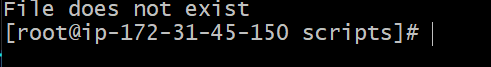 File does not exist
[root@ip-172-31-45-150 scripts]#